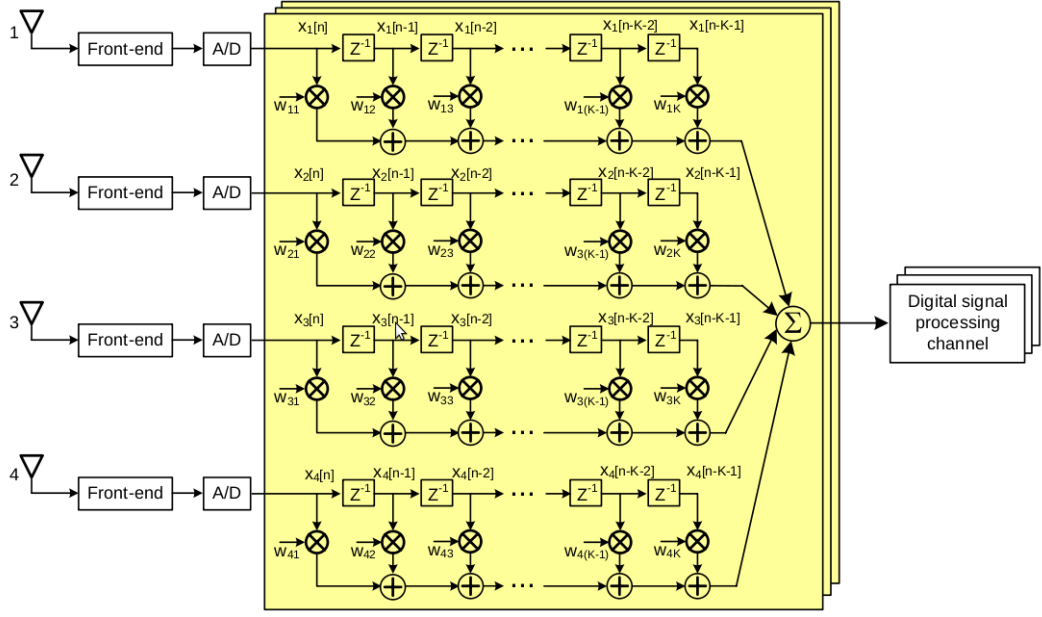 x1[n] x1[n-1] x1[n-2] x1[n-K-2] x1[n-K-1]
1 Front-end A/D Z-1 Z-1 ... Z-1 Z-1
w11 w12 w13 w1(K-1) w1K
...
x2[n] x2[n-1] x2[n-2] x2[n-K-2] x2[n-K-1]
2 Front-end A/D Z-1 Z-1 ... Z-1 Z-1
w21 w22 w23 w3(K-1) w2K
...
x3[n] x3[n-1] x3[n-2] x3[n-K-2] x3[n-K-1]
3 Front-end A/D Z-1 Z-1 ... Z-1 Z-1
w31 w32 w33 w3(K-1) w3K
...
x4[n] x4[n-1] x4[n-2] x4[n-K-2] x4[n-K-1]
4 Front-end A/D Z-1 Z-1 ... Z-1 Z-1
w41 w42 w43 w4(K-1) w4K
...
Σ
Digital signal
processing
channel